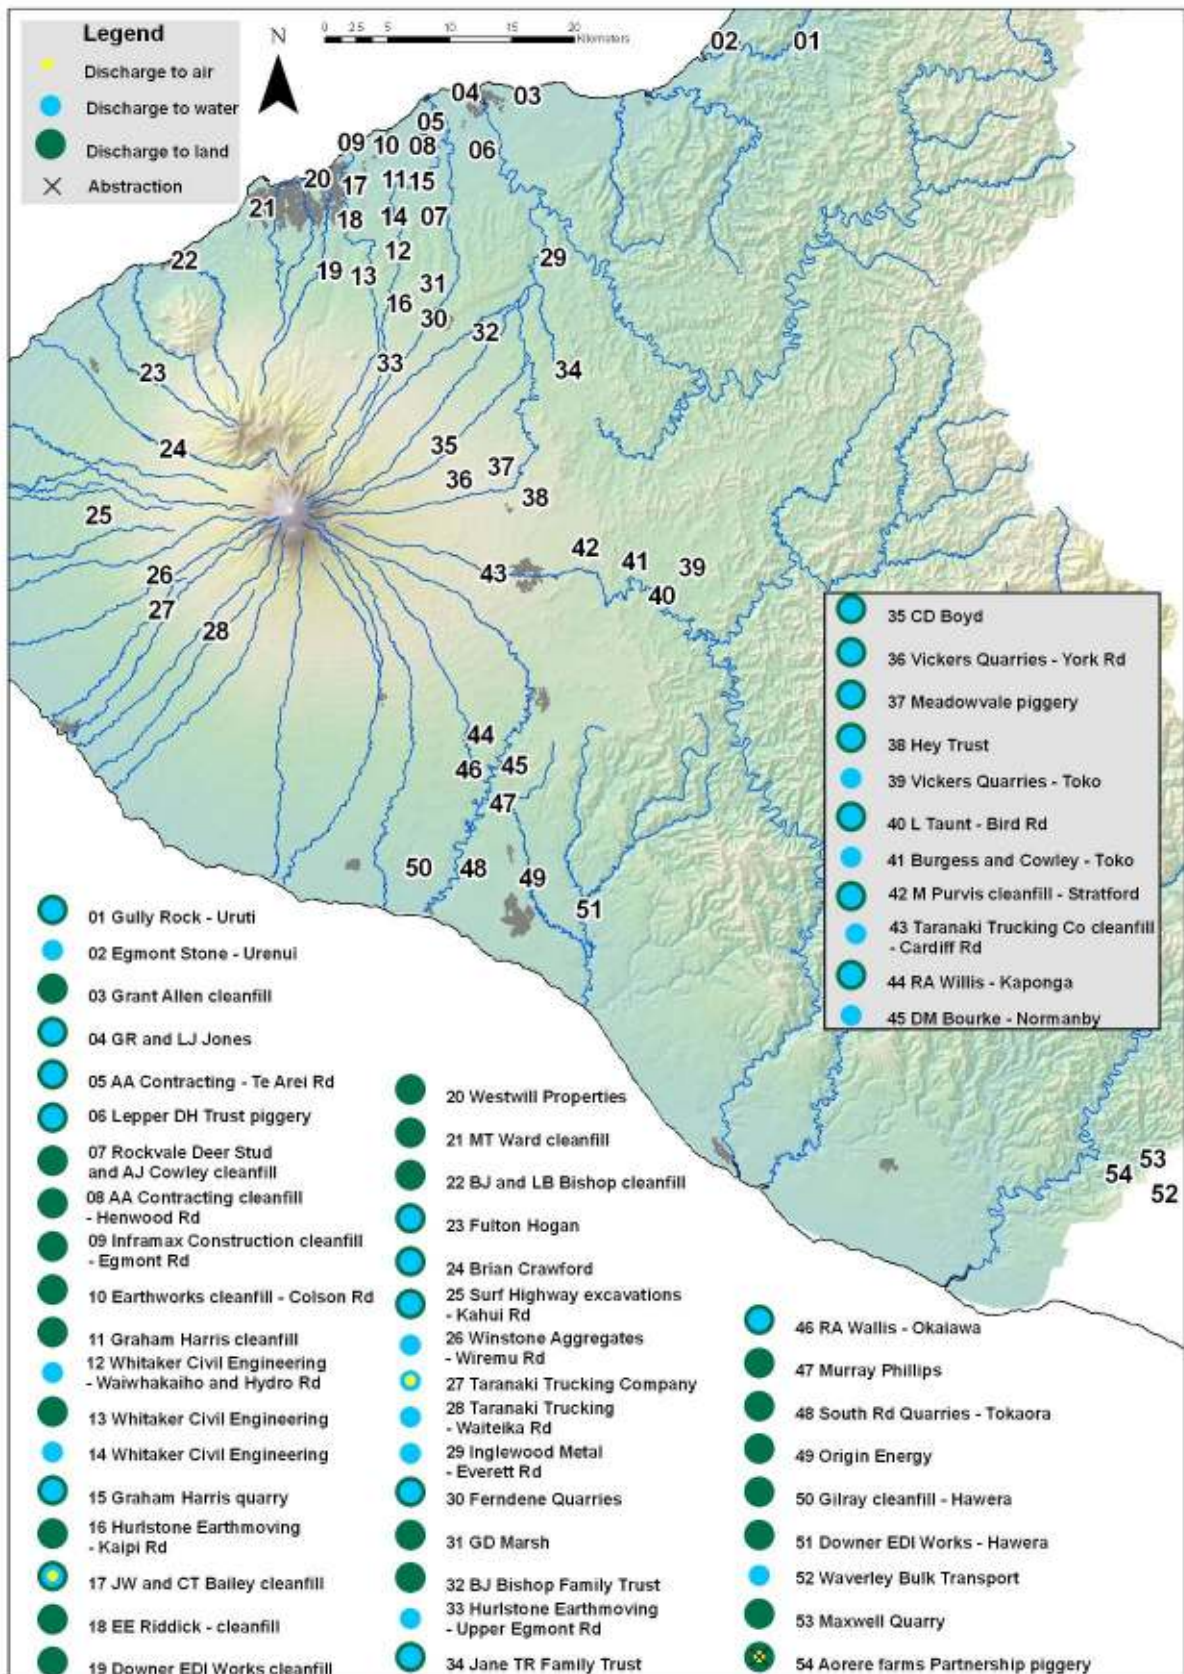 Legend
Discharge to air
Discharge to water
Discharge to land
Abstraction
N
0 2.5 5 10 15 20
Kilometers
02 01
04 03
05
09 10 08 06
20 17 11 15
21 18 14 07
22 19 13 12 29
16 31
30
32
23 33 34
24 35
36 37
38
25
26 43 42 41 39
27 40
28
44
46 45
47
50 48 49
51
54 53
52
35 CD Boyd
36 Vickers Quarries - York Rd
37 Meadowvale piggery
38 Hey Trust
39 Vickers Quarries - Toko
40 L Taunt - Bird Rd
41 Burgess and Cowley - Toko
42 M Purvis cleanfill - Stratford
43 Taranaki Trucking Co cleanfill
- Cardiff Rd
44 RA Willis - Kaponga
45 DM Bourke - Normanby
01 Gully Rock - Uruti
02 Egmont Stone - Urenui
03 Grant Allen cleanfill
04 GR and LJ Jones
05 AA Contracting - Te Arei Rd
06 Lepper DH Trust piggery
07 Rockvale Deer Stud
and AJ Cowley cleanfill
08 AA Contracting cleanfill
- Henwood Rd
09 Inframax Construction cleanfill
- Egmont Rd
10 Earthworks cleanfill - Colson Rd
11 Graham Harris cleanfill
12 Whitaker Civil Engineering
- Waiwhakaiho and Hydro Rd
13 Whitaker Civil Engineering
14 Whitaker Civil Engineering
15 Graham Harris quarry
16 Hurlstone Earthmoving
- Kaipi Rd
17 JW and CT Bailey cleanfill
18 EE Riddick - cleanfill
19 Downer EDI Works cleanfill
20 Westwill Properties
21 MT Ward cleanfill
22 BJ and LB Bishop cleanfill
23 Fulton Hogan
24 Brian Crawford
25 Surf Highway excavations
- Kahui Rd
26 Winstone Aggregates
- Wiremu Rd
27 Taranaki Trucking Company
28 Taranaki Trucking
- Waiteika Rd
29 Inglewood Metal
- Everett Rd
30 Ferndene Quarries
31 GD Marsh
32 BJ Bishop Family Trust
33 Hurlstone Earthmoving
- Upper Egmont Rd
34 Jane TR Family Trust
46 RA Wallis - Okaiawa
47 Murray Phillips
48 South Rd Quarries - Tokaora
49 Origin Energy
50 Gilray cleanfill - Hawera
51 Downer EDI Works - Hawera
52 Waverley Bulk Transport
53 Maxwell Quarry
54 Aorere farms Partnership piggery